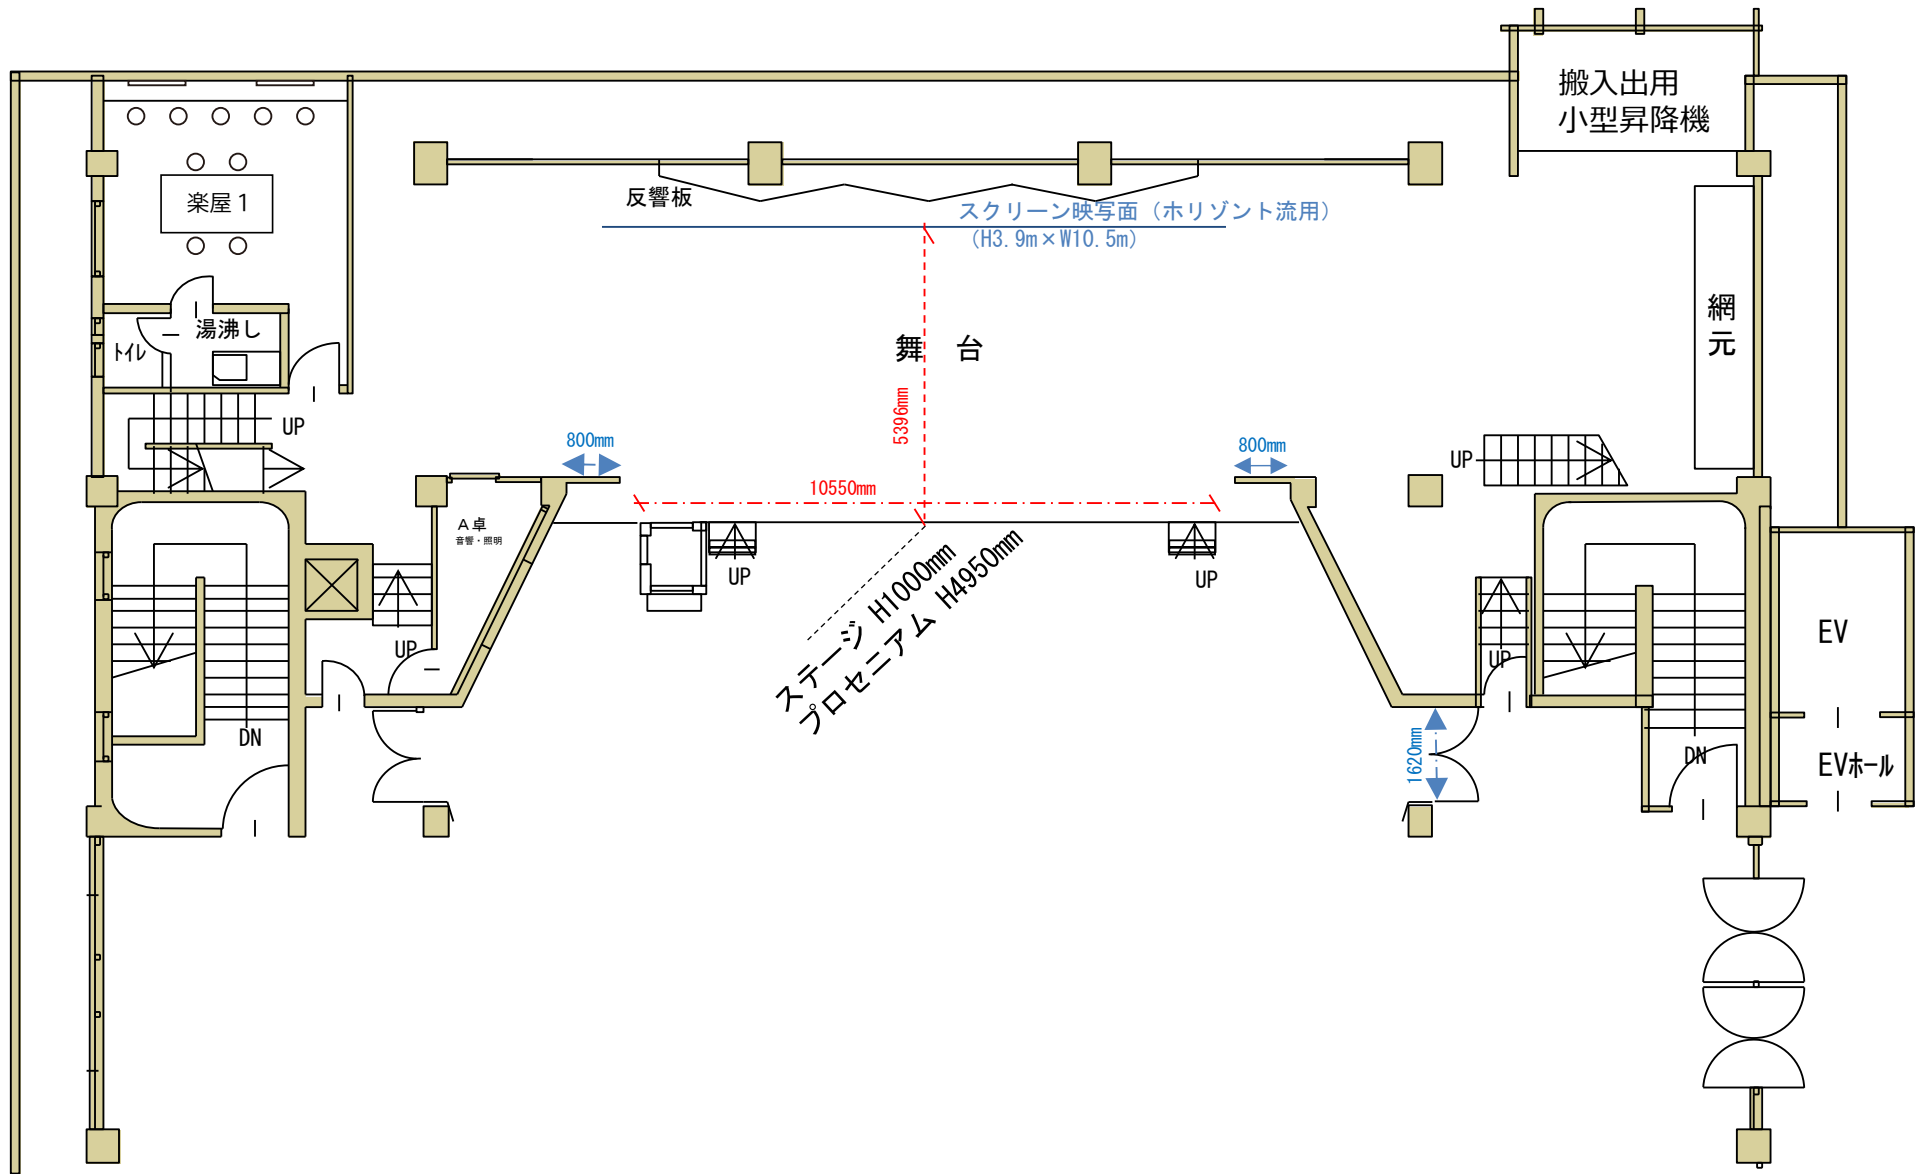 搬入出用
小型昇降機
反響板
楽屋1
スクリーン映写面（ホリゾント流用）
（H3.9m×W10.5m）
網
元
湯沸し
トイレ
舞 台
5396mm
UP
800mm
800mm
UP
10550mm
A卓
音響・照明
UP
UP
ステージ H1000mm
プロセニアム H4950mm
UP
UP
EV
DN
1620mm
DN
EVホール